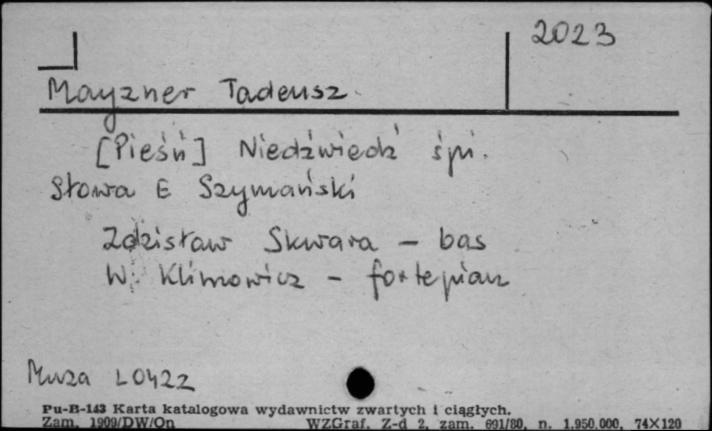 2023
Mayzner Tadeusz
[Pieśń] Niedźwiedź śpi.
Słowa E Szymański
Zdzisław Skwara – bas
W. Klimowicz – fortepian
Muza L0422
Pu-B-143 Karta katalogowa wydawnictw zwartych i ciągłych.
Zam. 1909/DW/On WZGraf. Z-d 2, zam. 691/80, n. 1.950.000, 74X120